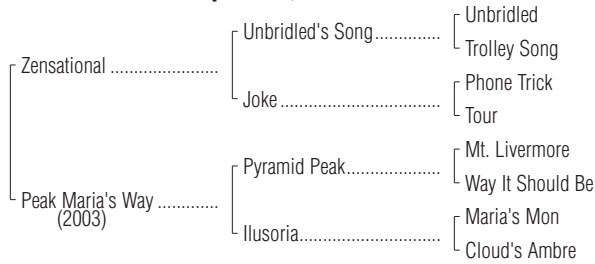 Unbridled
Unbridled's Song..............
Trolley Song
Zensational ........................
Phone Trick
Joke ...................................
Tour
Mt. Livermore
Pyramid Peak....................
Way It Should Be
Peak Maria's Way .............
(2003)
Maria's Mon
Ilusoria..............................
Cloud's Ambre